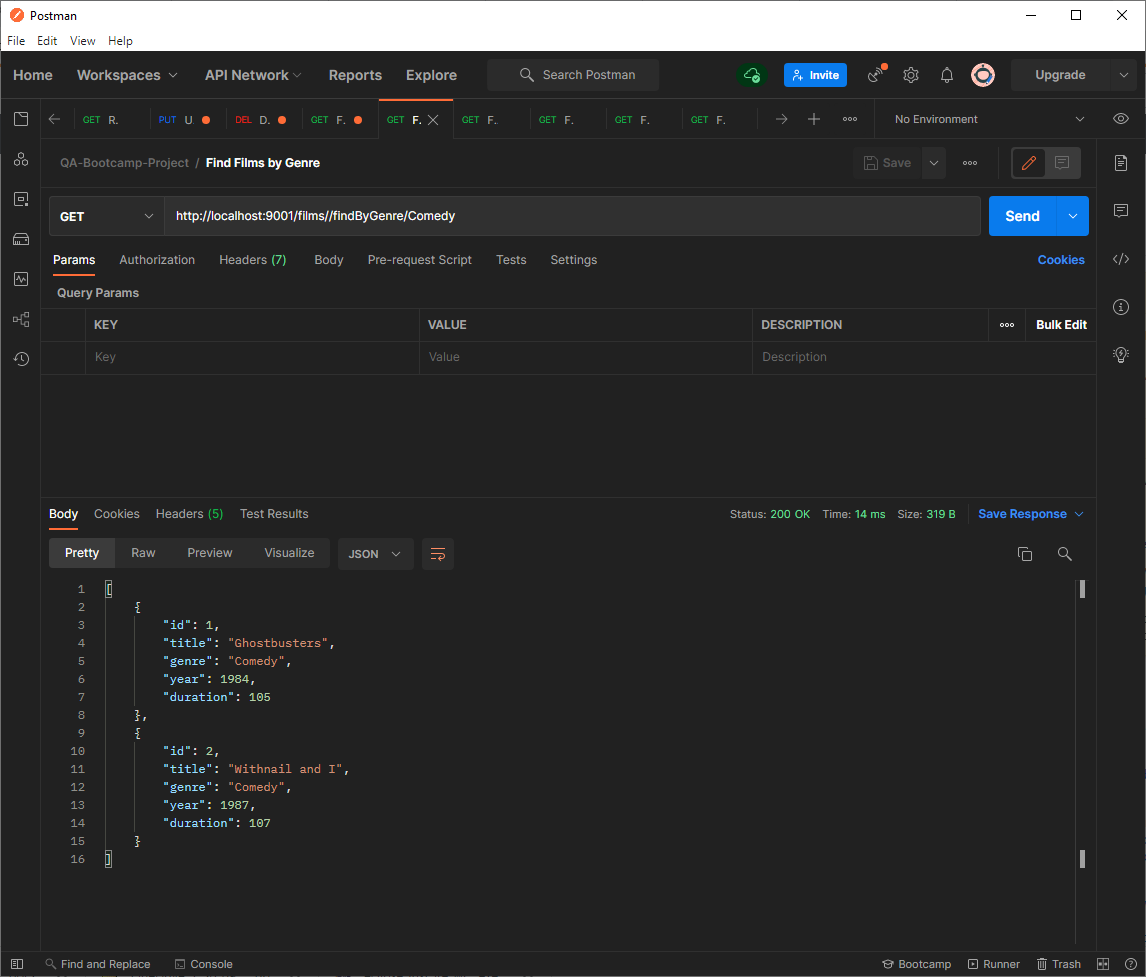 Postman
File Edit View Help
Home Workspaces API Network Reports Explore Search Postman Invite Upgrade
GET R. PUT U DEL D. GET F. GET F. GET F. GET F. GET F. GET F. No Environment
QA-Bootcamp-Project / Find Films by Genre Save
GET http://localhost:9001/films//findByGenre/Comedy Send
Params Authorization Headers (7) Body Pre-request Script Tests Settings Cookies
Query Params
KEY VALUE DESCRIPTION Bulk Edit
Key Value Description
Body Cookies Headers (5) Test Results Status: 200 OK Time: 14 ms Size: 319 B Save Response
Pretty Raw Preview Visualize JSON
1 [
2 {
3 "id": 1,
4 "title": "Ghostbusters",
5 "genre": "Comedy",
6 "year": 1984,
7 "duration": 105
8 },
9 {
10 "id": 2,
11 "title": "Withnail and I",
12 "genre": "Comedy",
13 "year": 1987,
14 "duration": 107
15 }
16 ]
Find and Replace Console Bootcamp Runner Trash